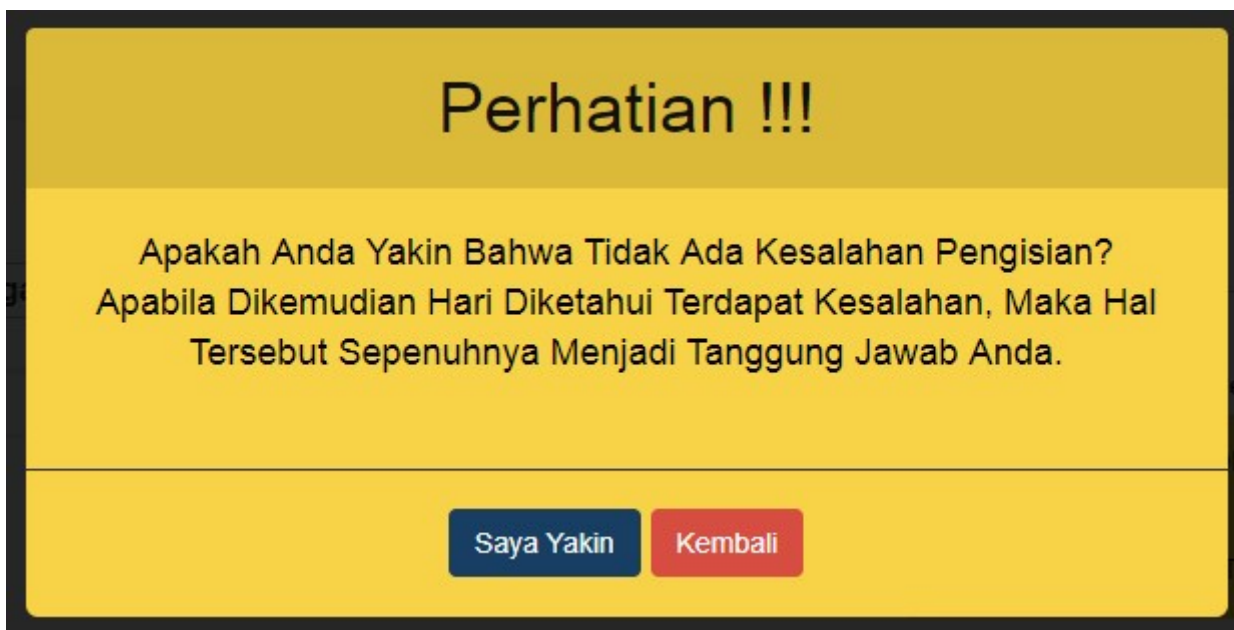 Perhatian !!!
Apakah Anda Yakin Bahwa Tidak Ada Kesalahan Pengisian?
Apabila Dikemudian Hari Diketahui Terdapat Kesalahan, Maka Hal
Tersebut Sepenuhnya Menjadi Tanggung Jawab Anda.
Saya Yakin Kembali